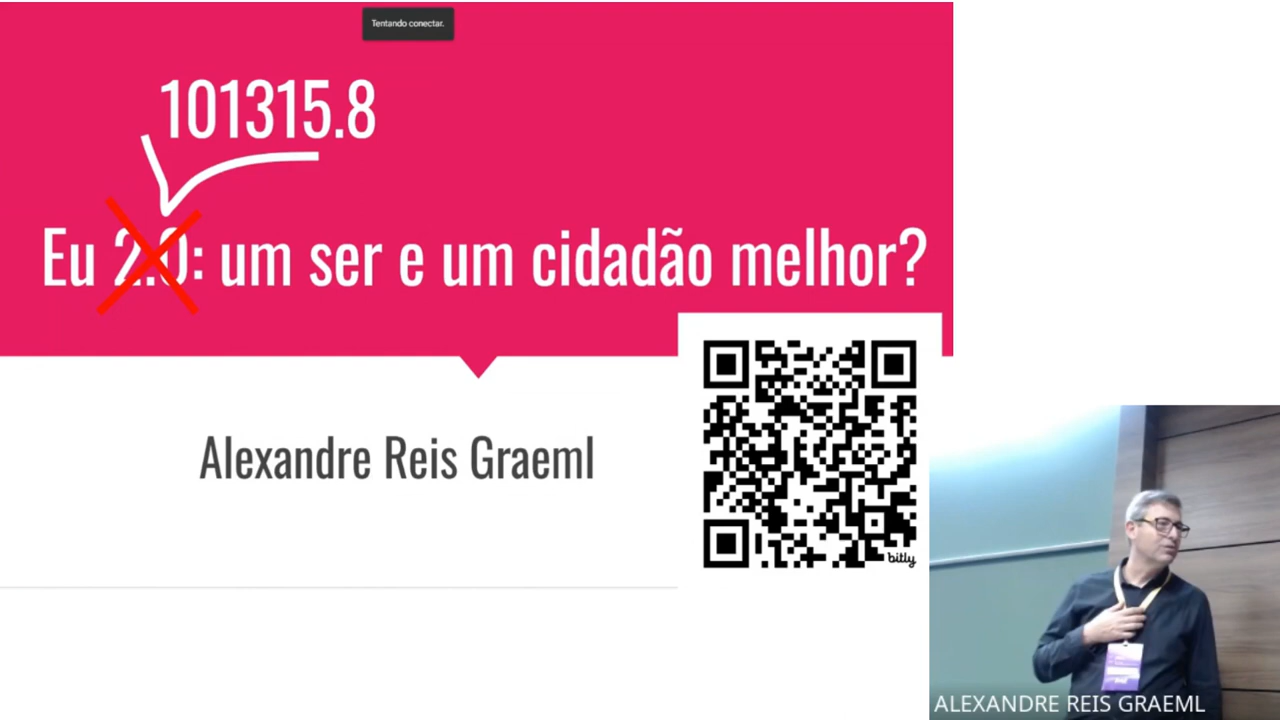 Tentando conectar.
101315.8
Eu 2.0: um ser e um cidadão melhor?
Alexandre Reis Graeml
bitly
ALEXANDRE REIS GRAEML